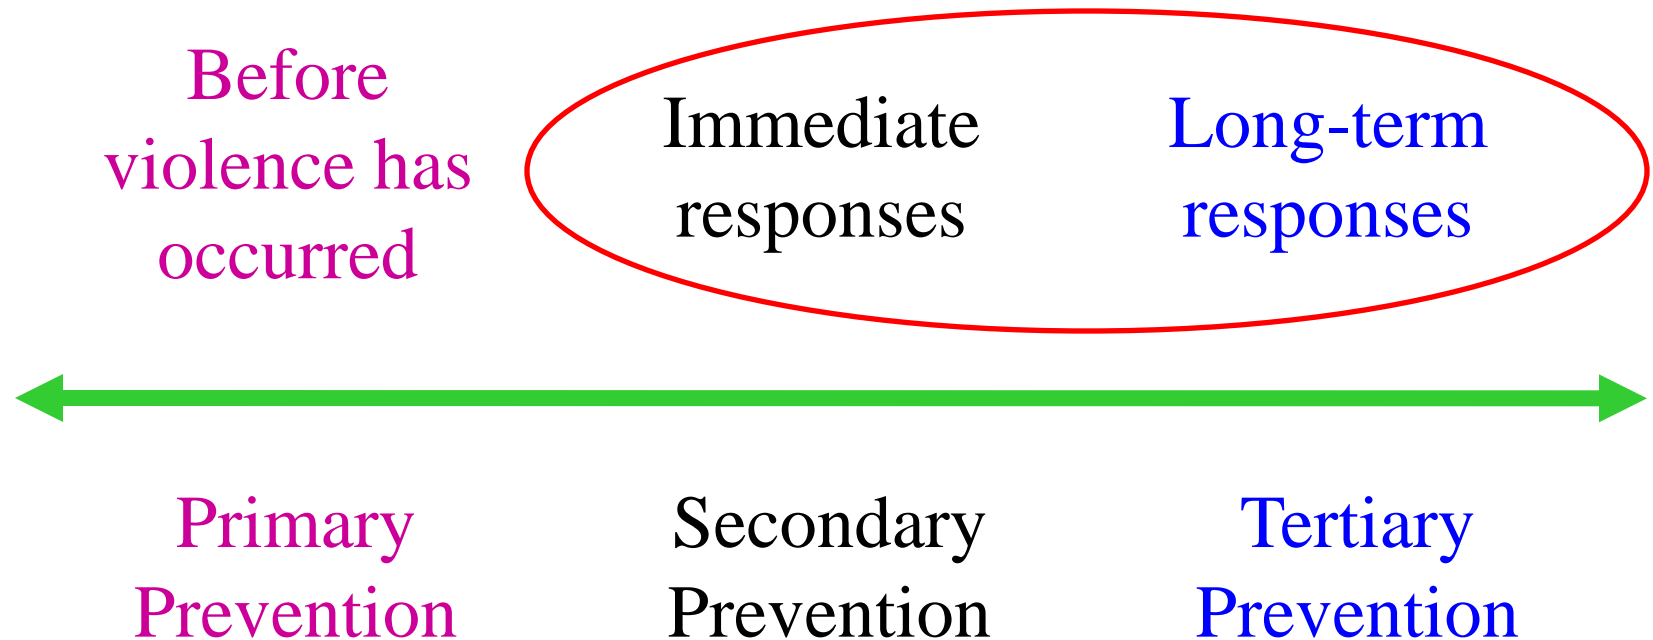 Before
violence has
occurred
Immediate
responses
Long-term
responses
Primary
Prevention
Secondary
Prevention
Tertiary
Prevention